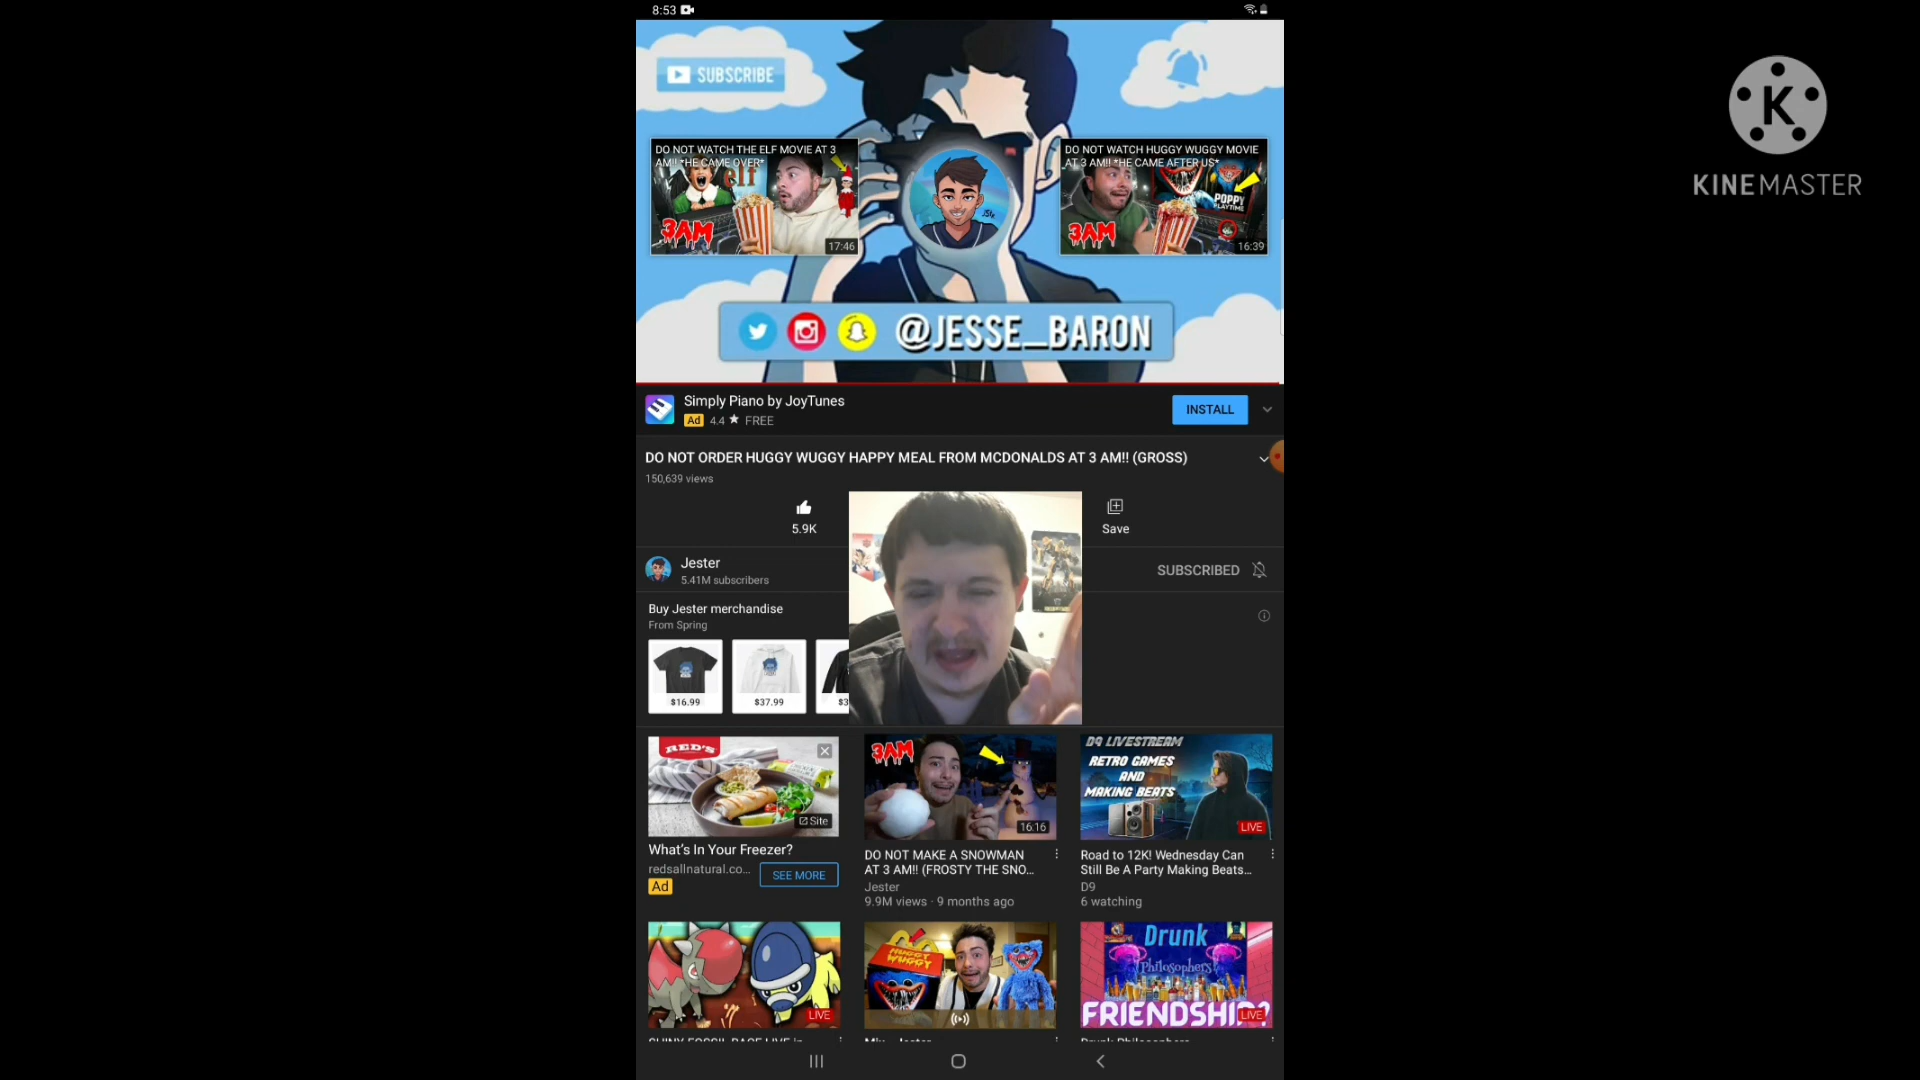 8:53
SUBSCRIBE
DO NOT WATCH THE ELF MOVIE AT 3
AM!! *HE CAME OVER*
elf
3AM
17:46
DO NOT WATCH HUGGY WUGGY MOVIE
AT 3 AM!! *HE CAME AFTER US*
POPPY
PLAYTIME
3AM
16:39
@JESSE_BARON
KINEMASTER
Simply Piano by JoyTunes
Ad 4.4 ★ FREE
INSTALL
DO NOT ORDER HUGGY WUGGY HAPPY MEAL FROM MCDONALDS AT 3 AM!! (GROSS)
150,639 views
5.9K
Save
Jester
5.41M subscribers
SUBSCRIBED
Buy Jester merchandise
From Spring
$16.99
$37.99
$3
RED'S
Site
What's In Your Freezer?
redsallnatural.co...
Ad
SEE MORE
3AM
16:16
DO NOT MAKE A SNOWMAN
AT 3 AM!! (FROSTY THE SNO...
Jester
9.9M views · 9 months ago
D9 LIVESTREAM
RETRO GAMES
AND
MAKING BEATS
LIVE
Road to 12K! Wednesday Can
Still Be A Party Making Beats...
D9
6 watching
LIVE
HUGGY
WUGGY
Drunk
Philosophers
LIVE